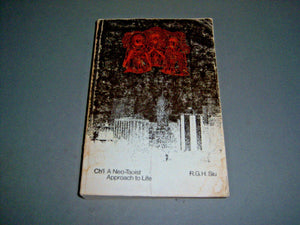 Ch'i A Neo-Taoist
Approach to Life
R.G.H. Siu